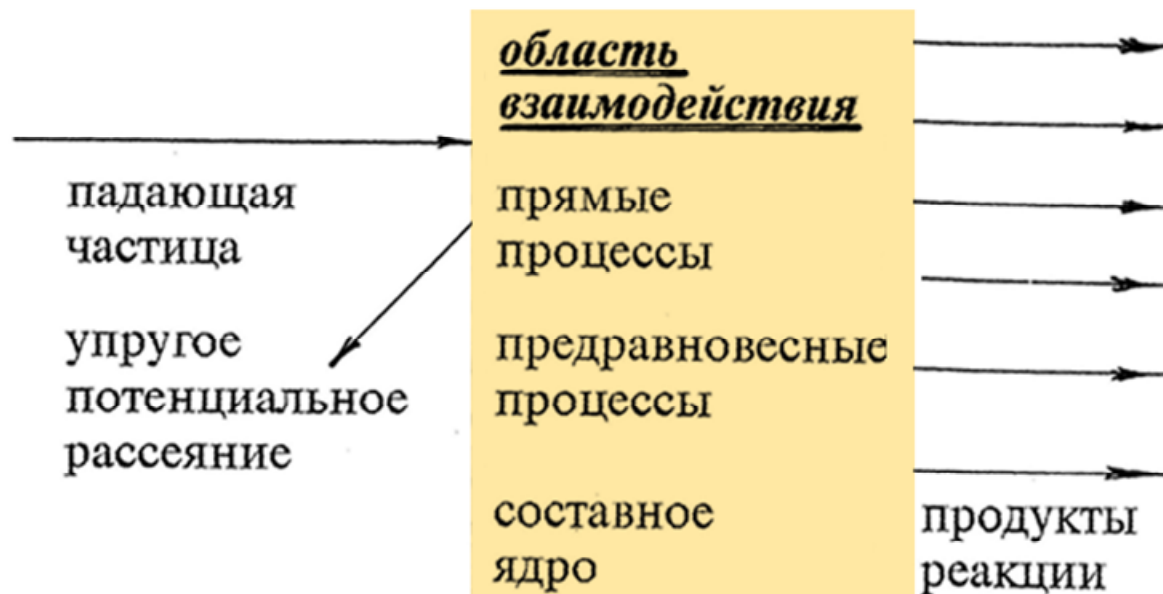 область
взаимодействия
падающая
частица
прямые
процессы
упругое
потенциальное
рассеяние
предравновесные
процессы
составное
ядро
продукты
реакции